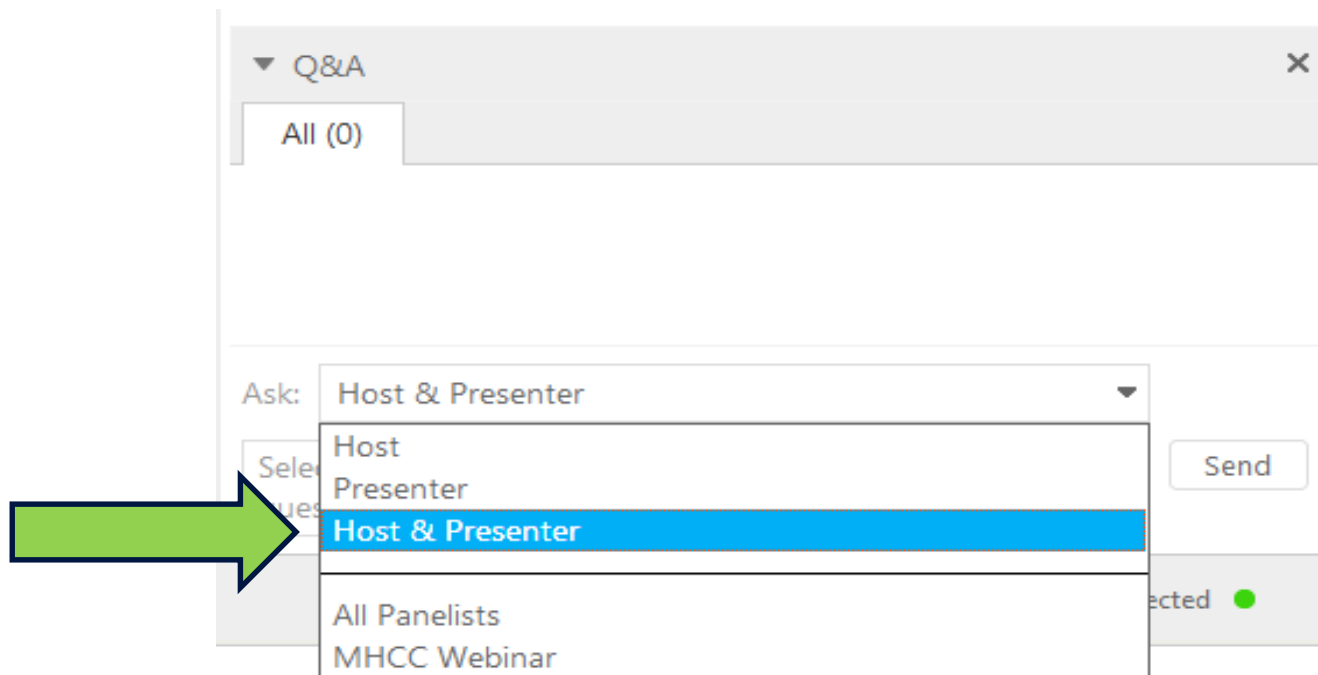 Q&A
All (0)
Ask: Host & Presenter
Host
Presenter
Host & Presenter
All Panelists
MHCC Webinar
Send